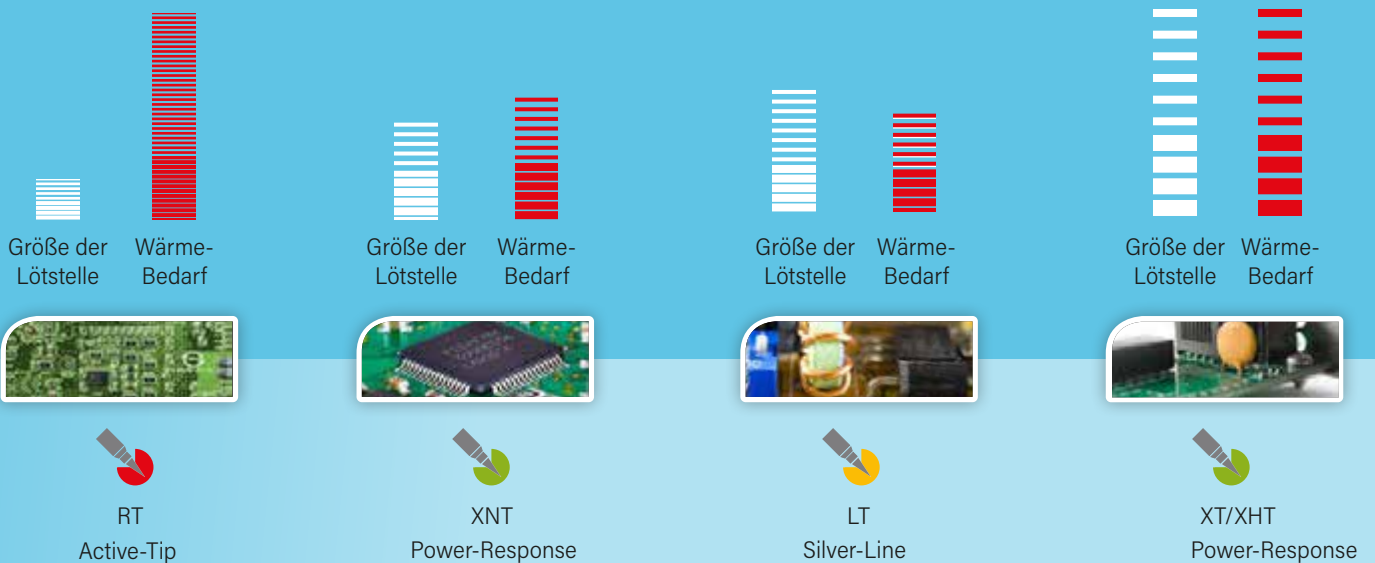 Größe der Lötstelle
Wärme-Bedarf
Größe der Lötstelle
Wärme-Bedarf
Größe der Lötstelle
Wärme-Bedarf
Größe der Lötstelle
Wärme-Bedarf
RT
Active-Tip
XNT
Power-Response
LT
Silver-Line
XT/XHT
Power-Response